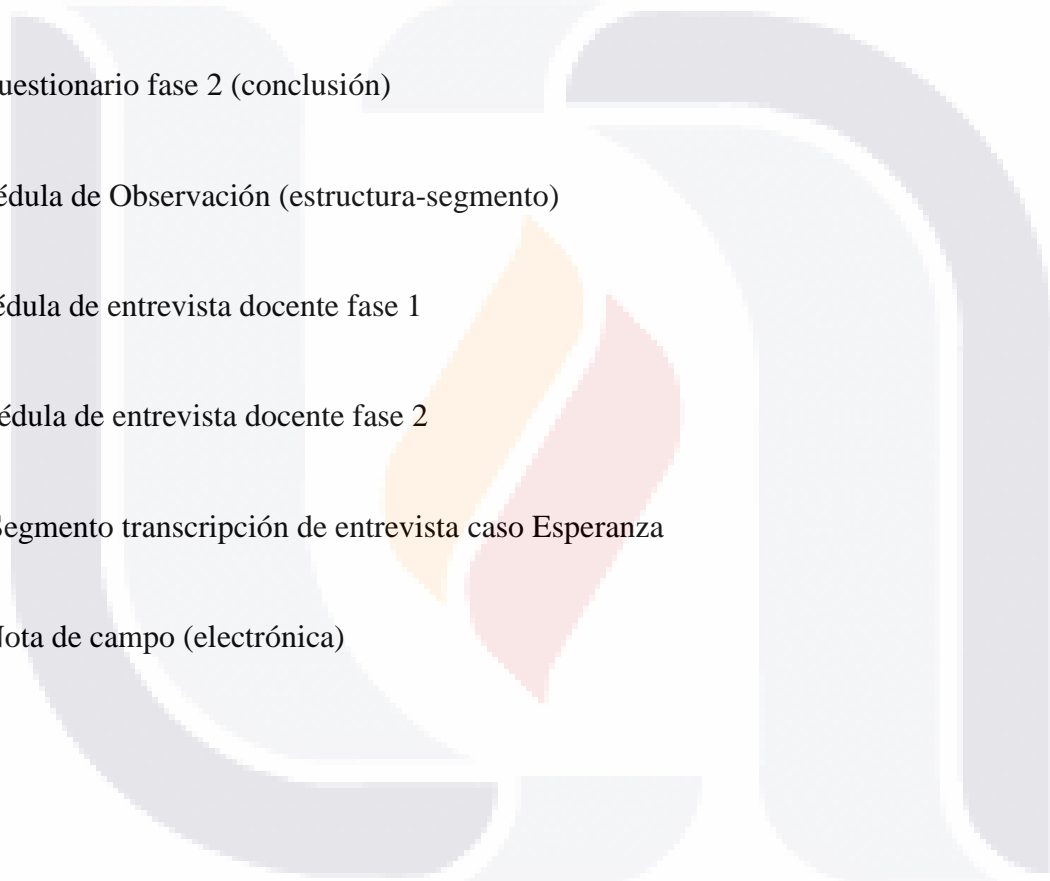 uestionario fase 2 (conclusión)
édula de Observación (estructura-segmento)
édula de entrevista docente fase 1
édula de entrevista docente fase 2
Segmento transcripción de entrevista caso Esperanza
ota de campo (electrónica)